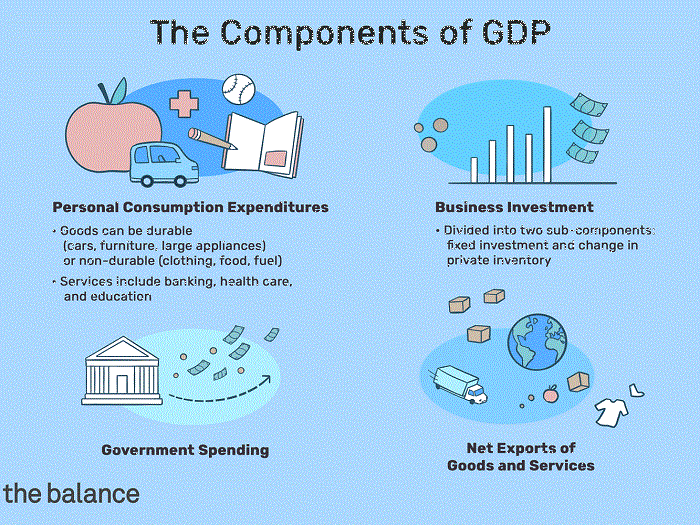 The Components of GDP
Personal Consumption Expenditures
• Goods can be durable
(cars, furniture, large appliances)
or non-durable (clothing, food, fuel)
• Services include banking, health care,
and education
Business Investment
• Divided into two sub-components:
fixed investment and change in
private inventory
Government Spending
Net Exports of
Goods and Services
the balance